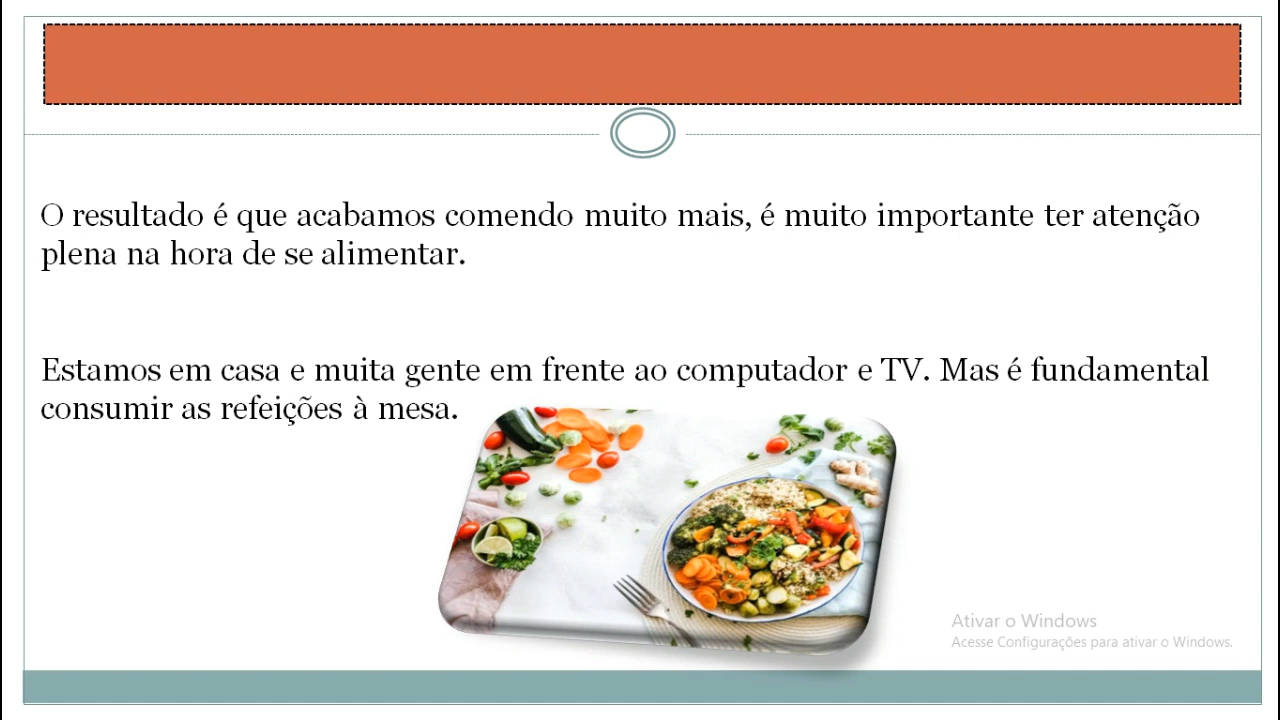 O resultado é que acabamos comendo muito mais, é muito importante ter atenção
plena na hora de se alimentar.
Estamos em casa e muita gente em frente ao computador e TV. Mas é fundamental
consumir as refeições à mesa.
Ativar o Windows
Acesse Configurações para ativar o Windows.